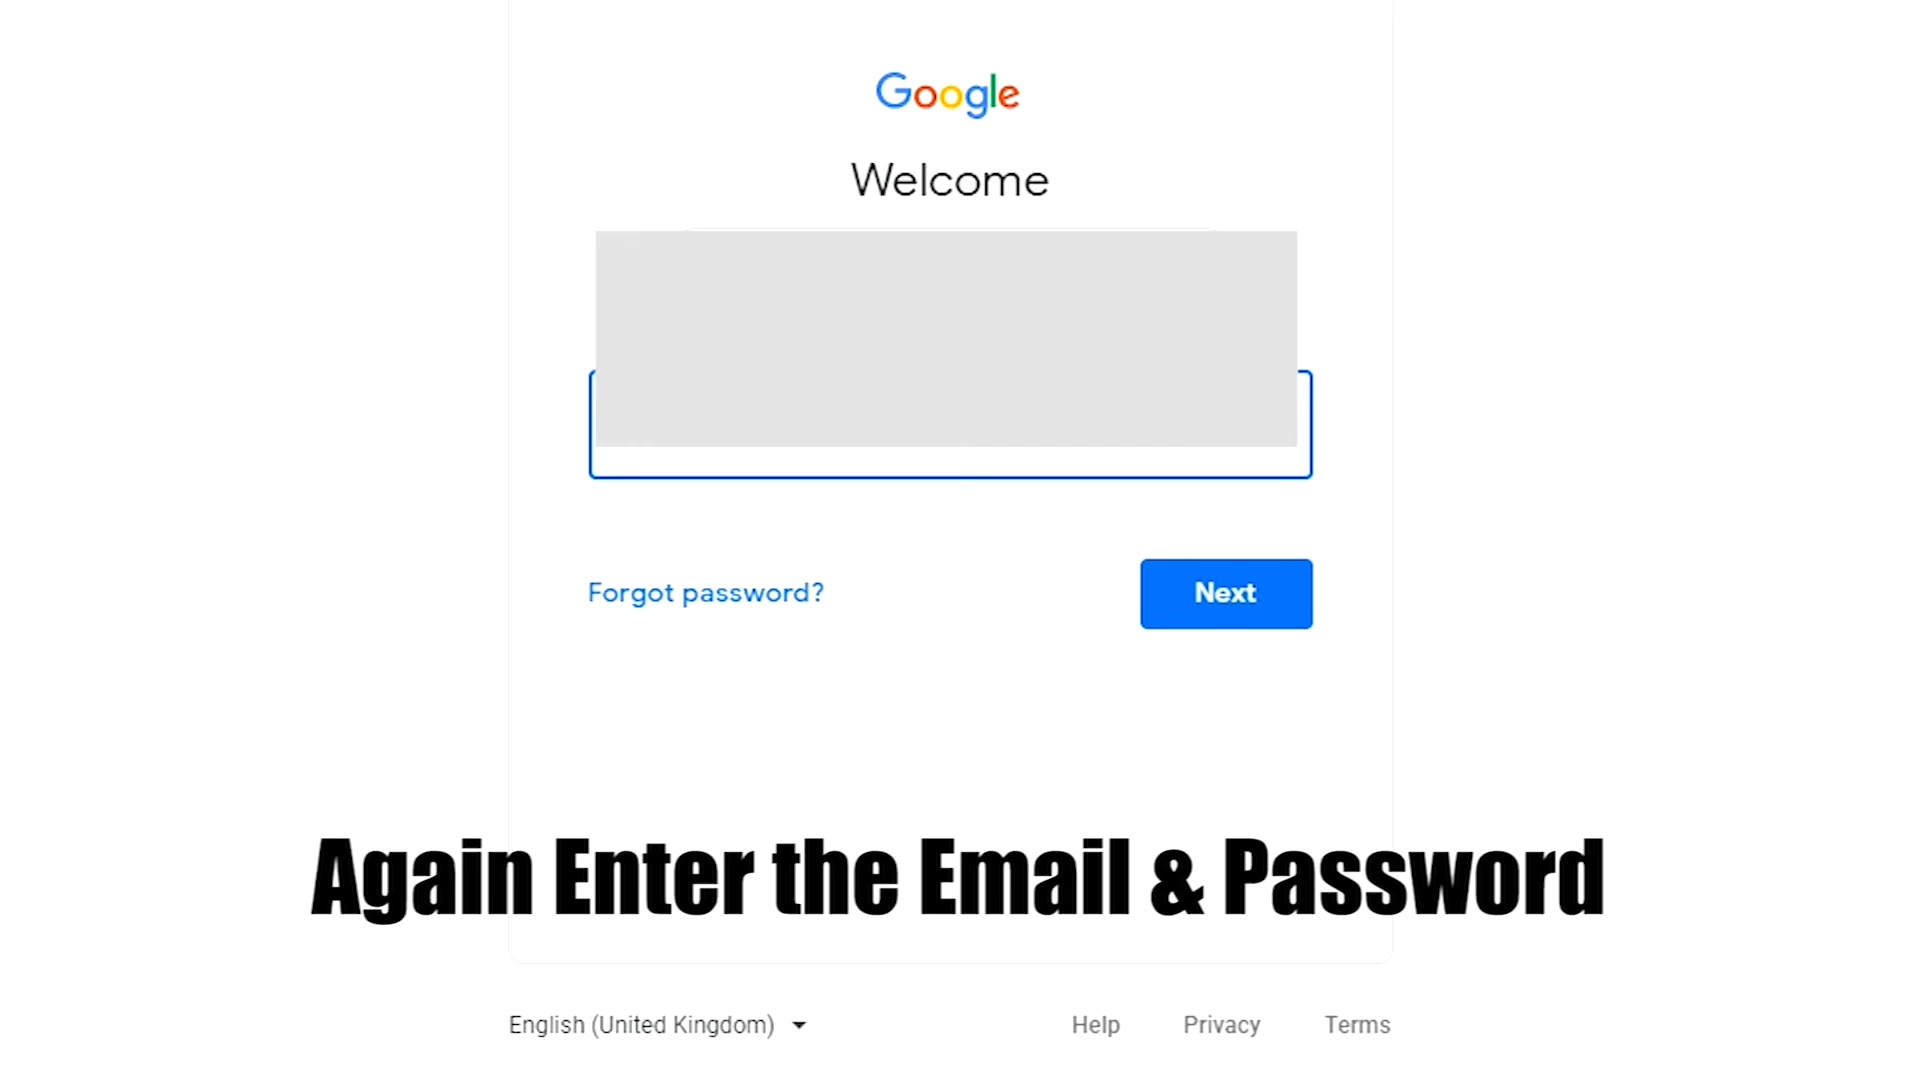 Google
Welcome
Forgot password?
Next
Again Enter the Email & Password
English (United Kingdom)
Help
Privacy
Terms